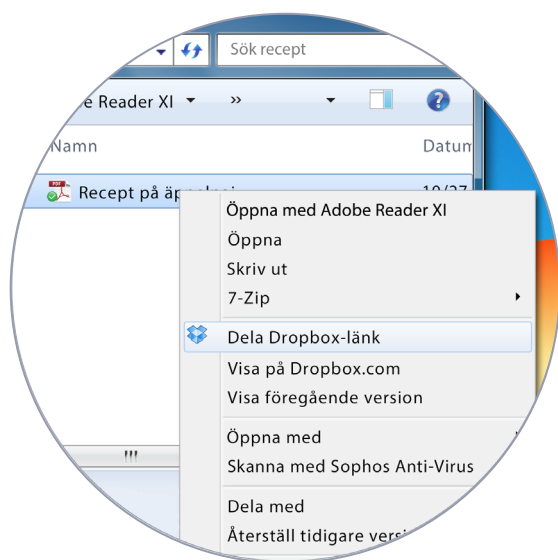 Sök recept
Reader XI »
Namn Datum
PDF Recept på 10/27
Öppna med Adobe Reader XI
Öppna
Skriv ut
7-Zip
Dela Dropbox-länk
Visa på Dropbox.com
Visa föregående version
Öppna med
Skanna med Sophos Anti-Virus
Dela med
Återställ tidigare